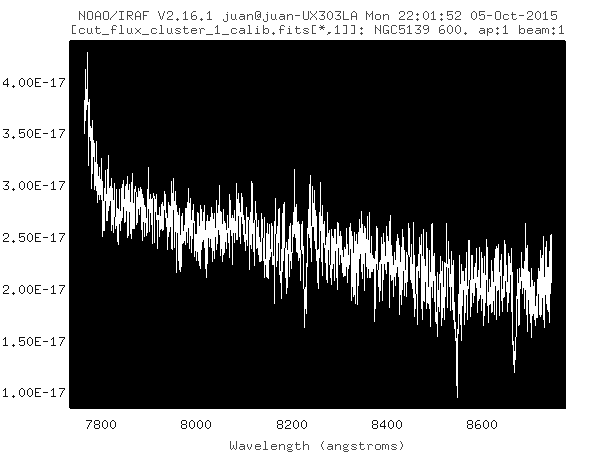 NOAO/IRAF V2.16.1 juan@juan-UX303LA Mon 22:01:52 05-Oct-2015
[cut_flux_cluster_1_calib.fits[*,1]]: NGC5139 600. ap:1 beam:1
4.00E-17
3.50E-17
3.00E-17
2.50E-17
2.00E-17
1.50E-17
1.00E-17
7800 8000 8200 8400 8600
Wavelength (angstroms)